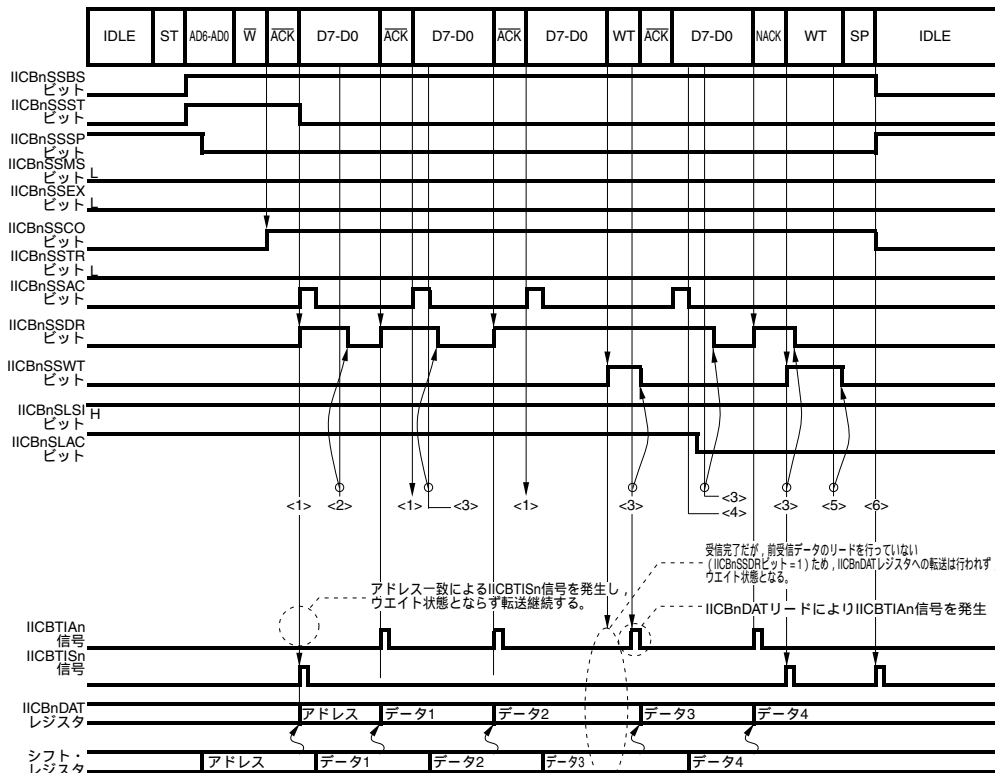 IDLE ST AD6-AD0 W ACK D7-D0 ACK D7-D0 ACK D7-D0 WT ACK D7-D0 NACK WT SP IDLE
IICBnSSBS
ビット
IICBnSSST
ビット
IICBnSSSP
ビット
IICBnSSMS
ビット L
IICBnSSEX
ビット L
IICBnSSCO
ビット
IICBnSSTR
ビット L
IICBnSSAC
ビット
IICBnSSDR
ビット
IICBnSSWT
ビット
IICBnSLSI H
ビット
IICBnSLAC
ビット
<1> <2> <1> <3> <1> <3> <3> <3> <5> <6>
<4>
受信完了だが，前受信データのリードを行っていない
（IICBnSSDRビット＝1）ため，IICBnDATレジスタへの転送は行われず，
ウエイト状態となる。
アドレス一致によるIICBTISn信号を発生し，
ウエイト状態とならず転送継続する。
IICBnDATリードによりIICBTIAn信号を発生
IICBTIAn
信号
IICBTISn
信号
IICBnDAT
レジスタ
アドレス データ1 データ2 データ3 データ4
シフト・
レジスタ
アドレス データ1 データ2 データ3 データ4